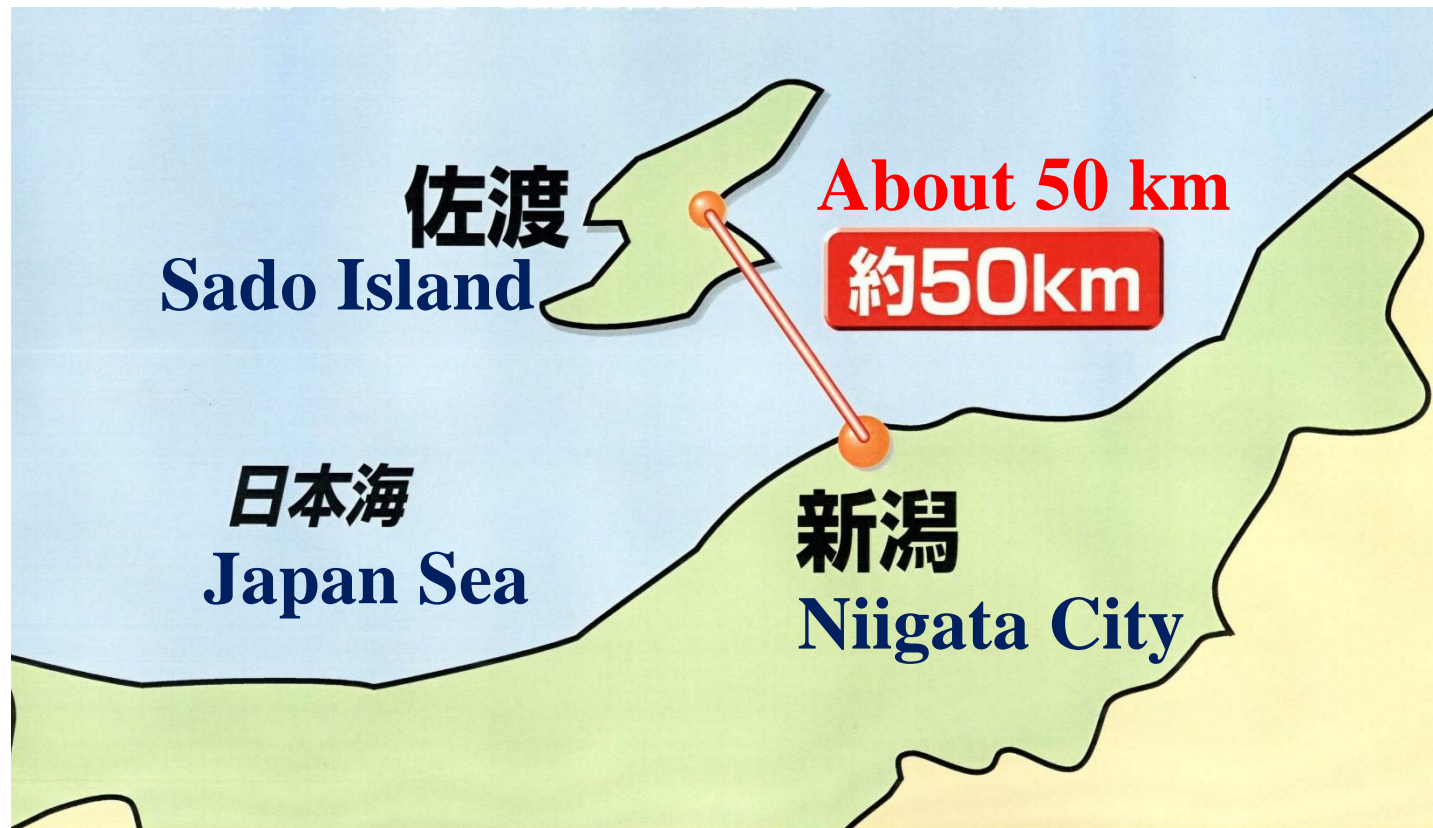 佐渡
Sado Island
About 50 km
約50km
日本海
Japan Sea
新潟
Niigata City